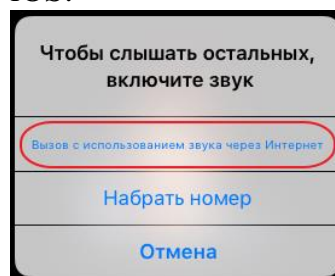 Чтобы слышать остальных,
включите звук
Вызов с использованием звука через Интернет
Набрать номер
Отмена